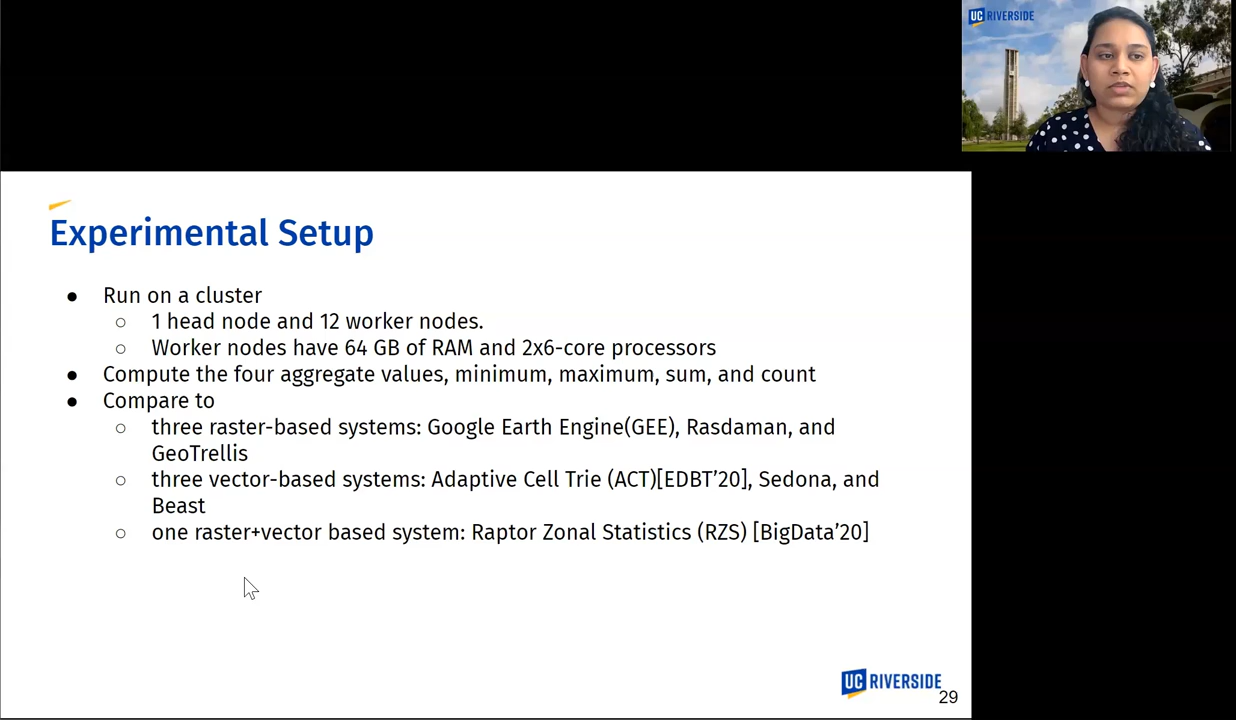 UC RIVERSIDE
Experimental Setup
● Run on a cluster
○ 1 head node and 12 worker nodes.
○ Worker nodes have 64 GB of RAM and 2x6-core processors
● Compute the four aggregate values, minimum, maximum, sum, and count
● Compare to
○ three raster-based systems: Google Earth Engine(GEE), Rasdaman, and
GeoTrellis
○ three vector-based systems: Adaptive Cell Trie (ACT)[EDBT’20], Sedona, and
Beast
○ one raster+vector based system: Raptor Zonal Statistics (RZS) [BigData’20]
UC RIVERSIDE
29